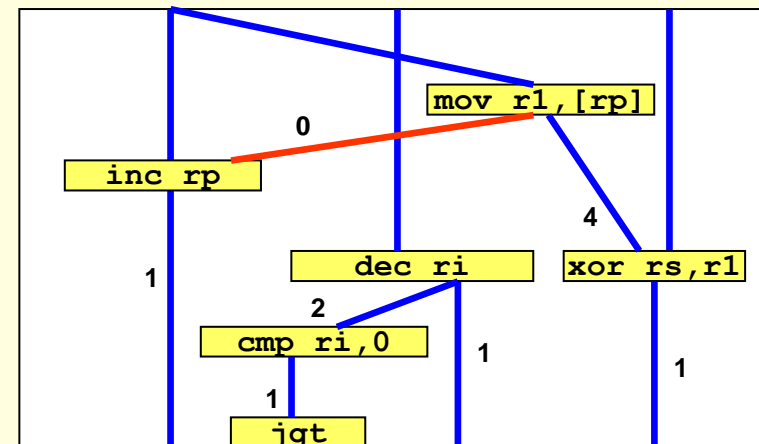 mov r1,[rp]
0
inc rp
4
1
dec ri
xor rs,r1
2
cmp ri,0
1
1
1
jgt